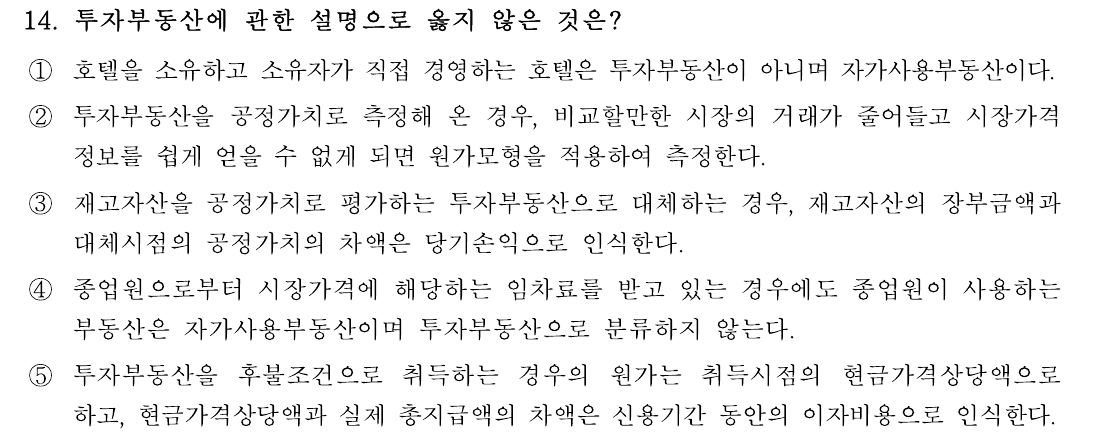 14. 투자부동산에 관한 설명으로 옳지 않은 것은?
① 호텔을 소유하고 소유자가 직접 경영하는 호텔은 투자부동산이 아니며 자가사용부동산이다.
② 투자부동산을 공정가치로 측정해 온 경우, 비교할만한 시장의 거래가 줄어들고 시장가격
정보를 쉽게 얻을 수 없게 되면 원가모형을 적용하여 측정한다.
③ 재고자산을 공정가치로 평가하는 투자부동산으로 대체하는 경우, 재고자산의 장부금액과
대체시점의 공정가치의 차액은 당기손익으로 인식한다.
④ 종업원으로부터 시장가격에 해당하는 임차료를 받고 있는 경우에도 종업원이 사용하는
부동산은 자가사용부동산이며 투자부동산으로 분류하지 않는다.
⑤ 투자부동산을 후불조건으로 취득하는 경우의 원가는 취득시점의 현금가격상당액으로
하고, 현금가격상당액과 실제 총지급액의 차액은 신용기간 동안의 이자비용으로 인식한다.